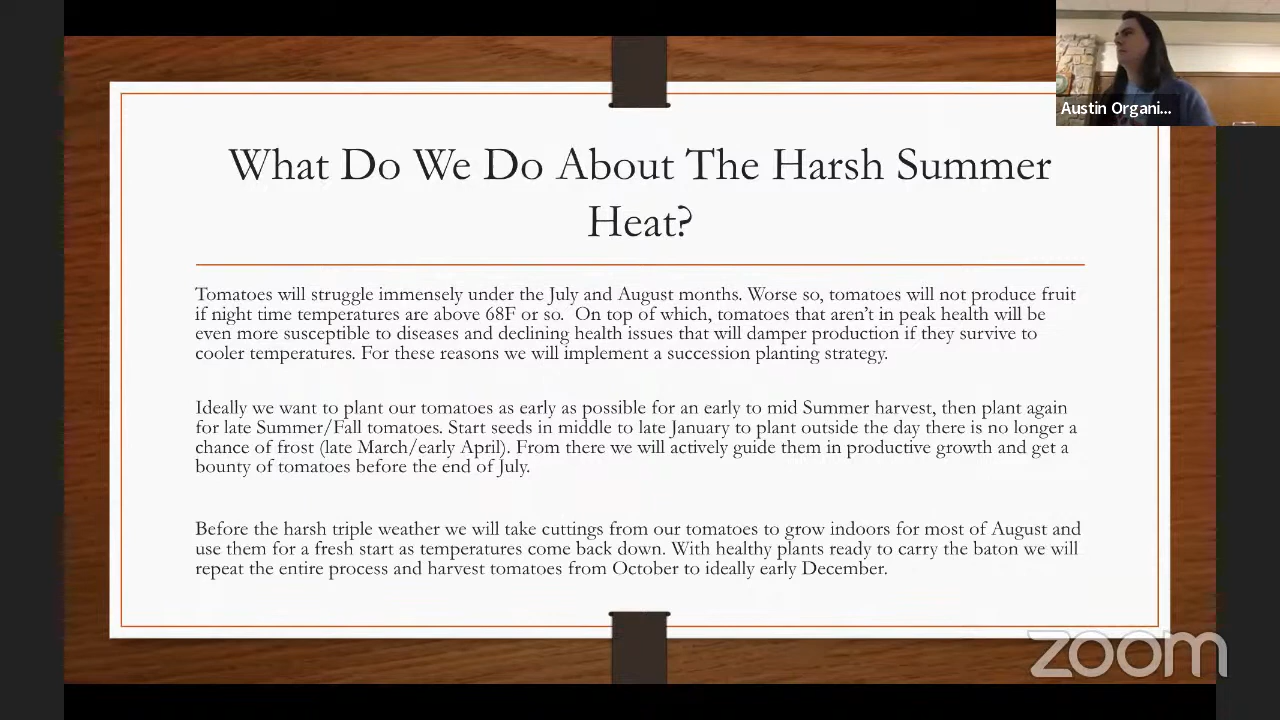 Austin Organi...
What Do We Do About The Harsh Summer
Heat?
Tomatoes will struggle immensely under the July and August months. Worse so, tomatoes will not produce fruit
if night time temperatures are above 68F or so.  On top of which, tomatoes that aren't in peak health will be
even more susceptible to diseases and declining health issues that will damper production if they survive to
cooler temperatures. For these reasons we will implement a succession planting strategy.
Ideally we want to plant our tomatoes as early as possible for an early to mid Summer harvest, then plant again
for late Summer/Fall tomatoes. Start seeds in middle to late January to plant outside the day there is no longer a
chance of frost (late March/early April). From there we will actively guide them in productive growth and get a
bounty of tomatoes before the end of July.
Before the harsh triple weather we will take cuttings from our tomatoes to grow indoors for most of August and
use them for a fresh start as temperatures come back down. With healthy plants ready to carry the baton we will
repeat the entire process and harvest tomatoes from October to ideally early December.
zoom